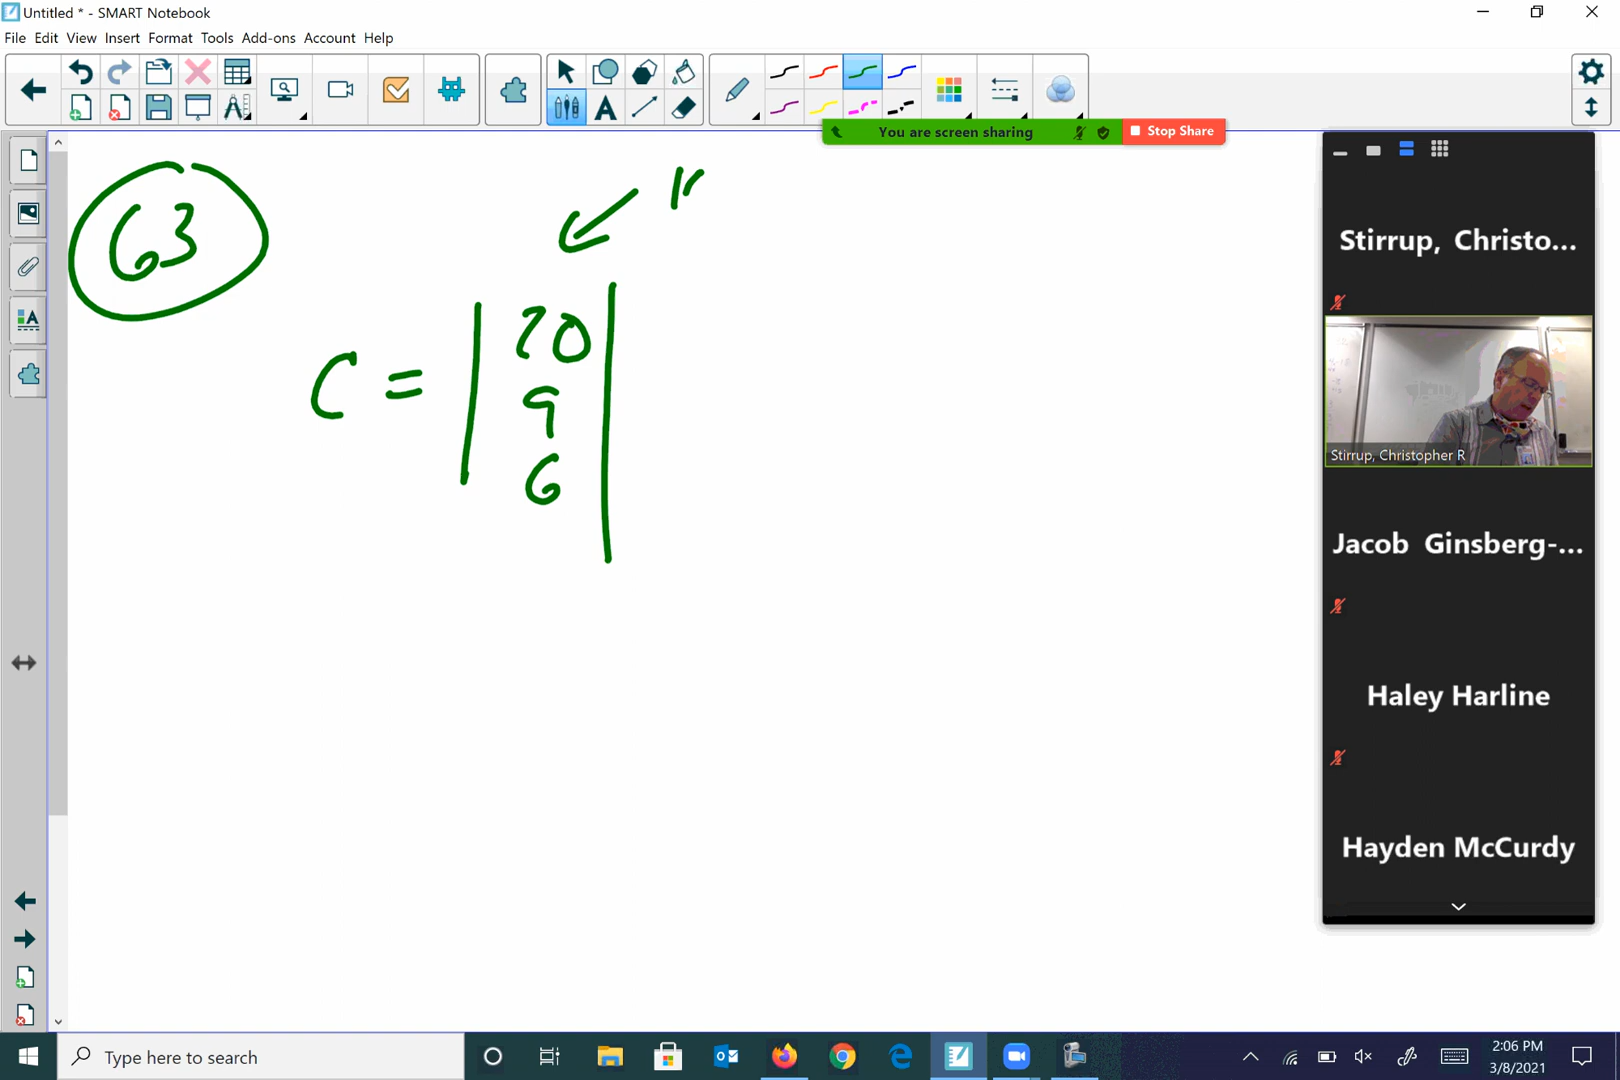 Untitled * - SMART Notebook
File Edit View Insert Format Tools Add-ons Account Help
You are screen sharing
Stop Share
63
C =
20
9
6
Stirrup, Christo...
Stirrup, Christopher R
Jacob Ginsberg-...
Haley Harline
Hayden McCurdy
Type here to search
2:06 PM
3/8/2021